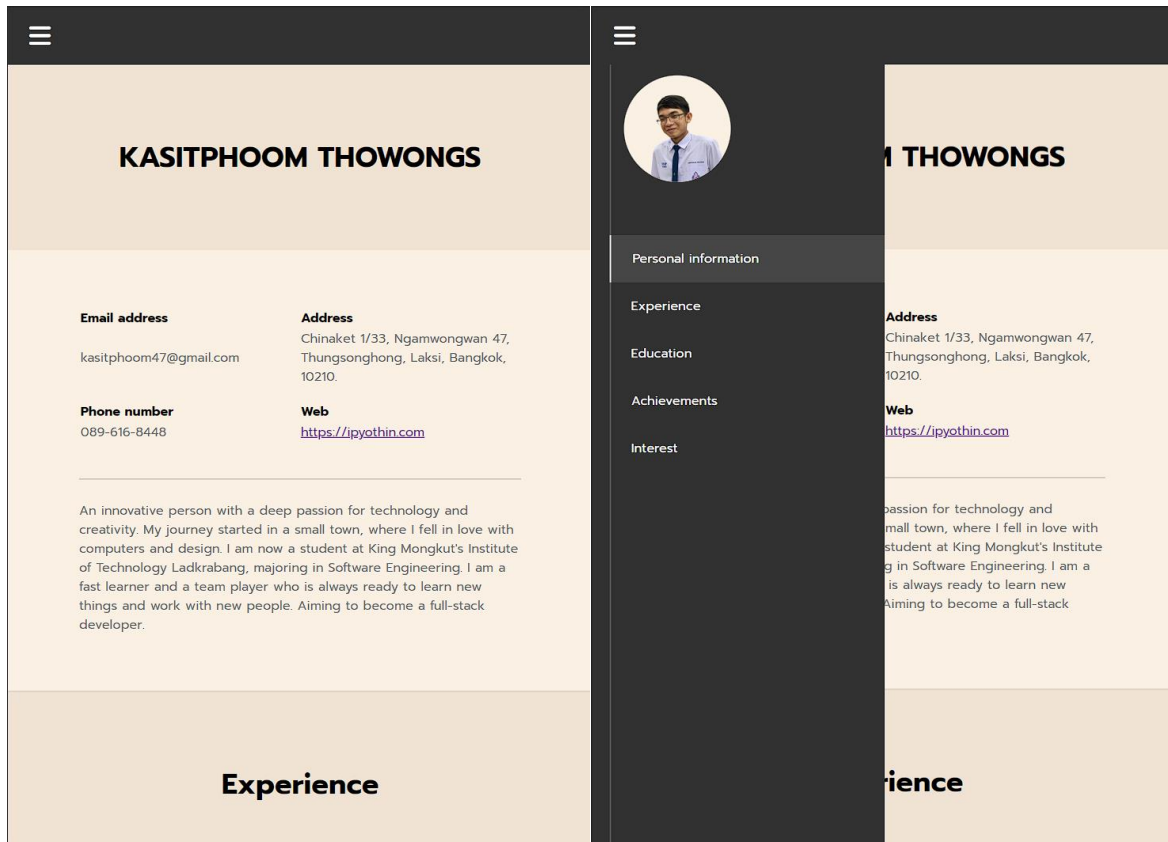 KASITPHOOM THOWONGS
Email address
kasitphoom47@gmail.com
Address
Chinaket 1/33, Ngamwongwan 47,
Thungsonghong, Laksi, Bangkok,
10210.
Phone number
089-616-8448
Web
https://ipyothin.com
An innovative person with a deep passion for technology and
creativity. My journey started in a small town, where I fell in love with
computers and design. I am now a student at King Mongkut's Institute
of Technology Ladkrabang, majoring in Software Engineering. I am a
fast learner and a team player who is always ready to learn new
things and work with new people. Aiming to become a full-stack
developer.
Experience
Personal information
Experience
Education
Achievements
Interest
THOWONGS
Address
Chinaket 1/33, Ngamwongwan 47,
Thungsonghong, Laksi, Bangkok,
10210.
Web
https://ipyothin.com
passion for technology and
mall town, where I fell in love with
student at King Mongkut's Institute
g in Software Engineering. I am a
is always ready to learn new
Aiming to become a full-stack
rience